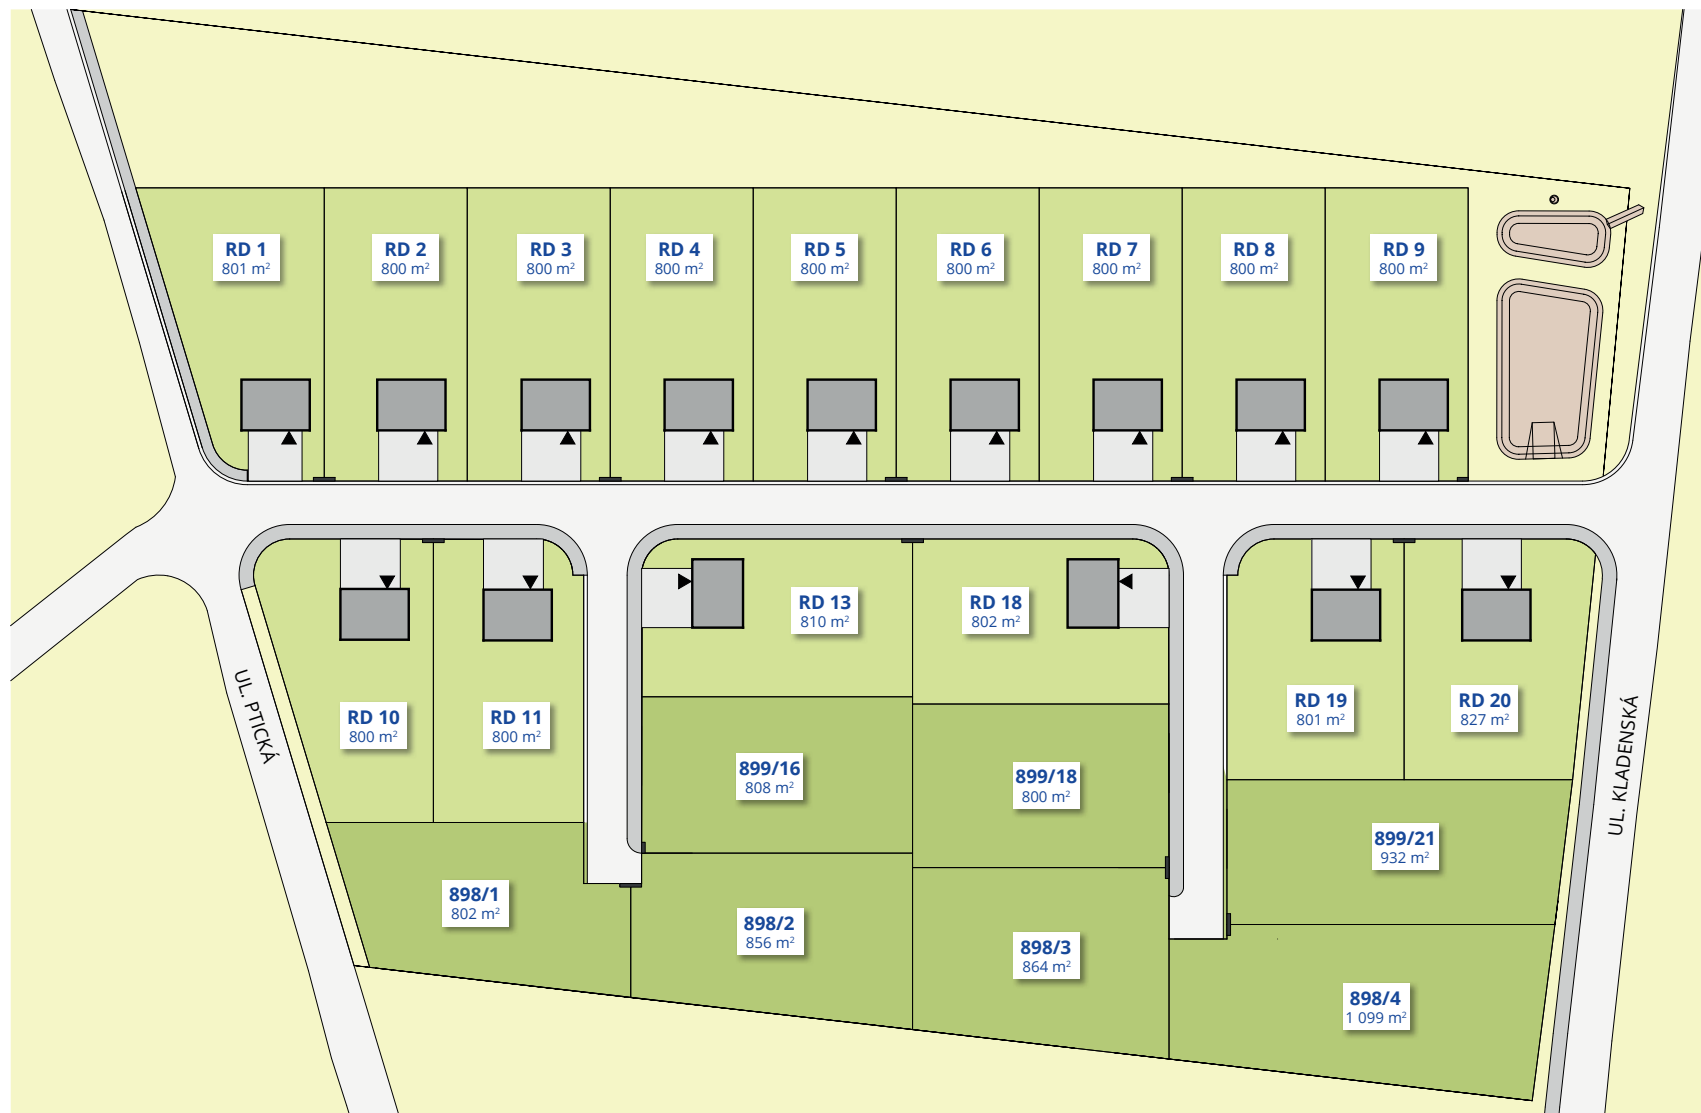 RD 1
801 m²
RD 2
800 m²
RD 3
800 m²
RD 4
800 m²
RD 5
800 m²
RD 6
800 m²
RD 7
800 m²
RD 8
800 m²
RD 9
800 m²
RD 10
800 m²
RD 11
800 m²
RD 13
810 m²
RD 18
802 m²
RD 19
801 m²
RD 20
827 m²
UL. PTICKÁ
UL. KLADENSKÁ
899/16
808 m²
899/18
800 m²
899/21
932 m²
898/1
802 m²
898/2
856 m²
898/3
864 m²
898/4
1 099 m²